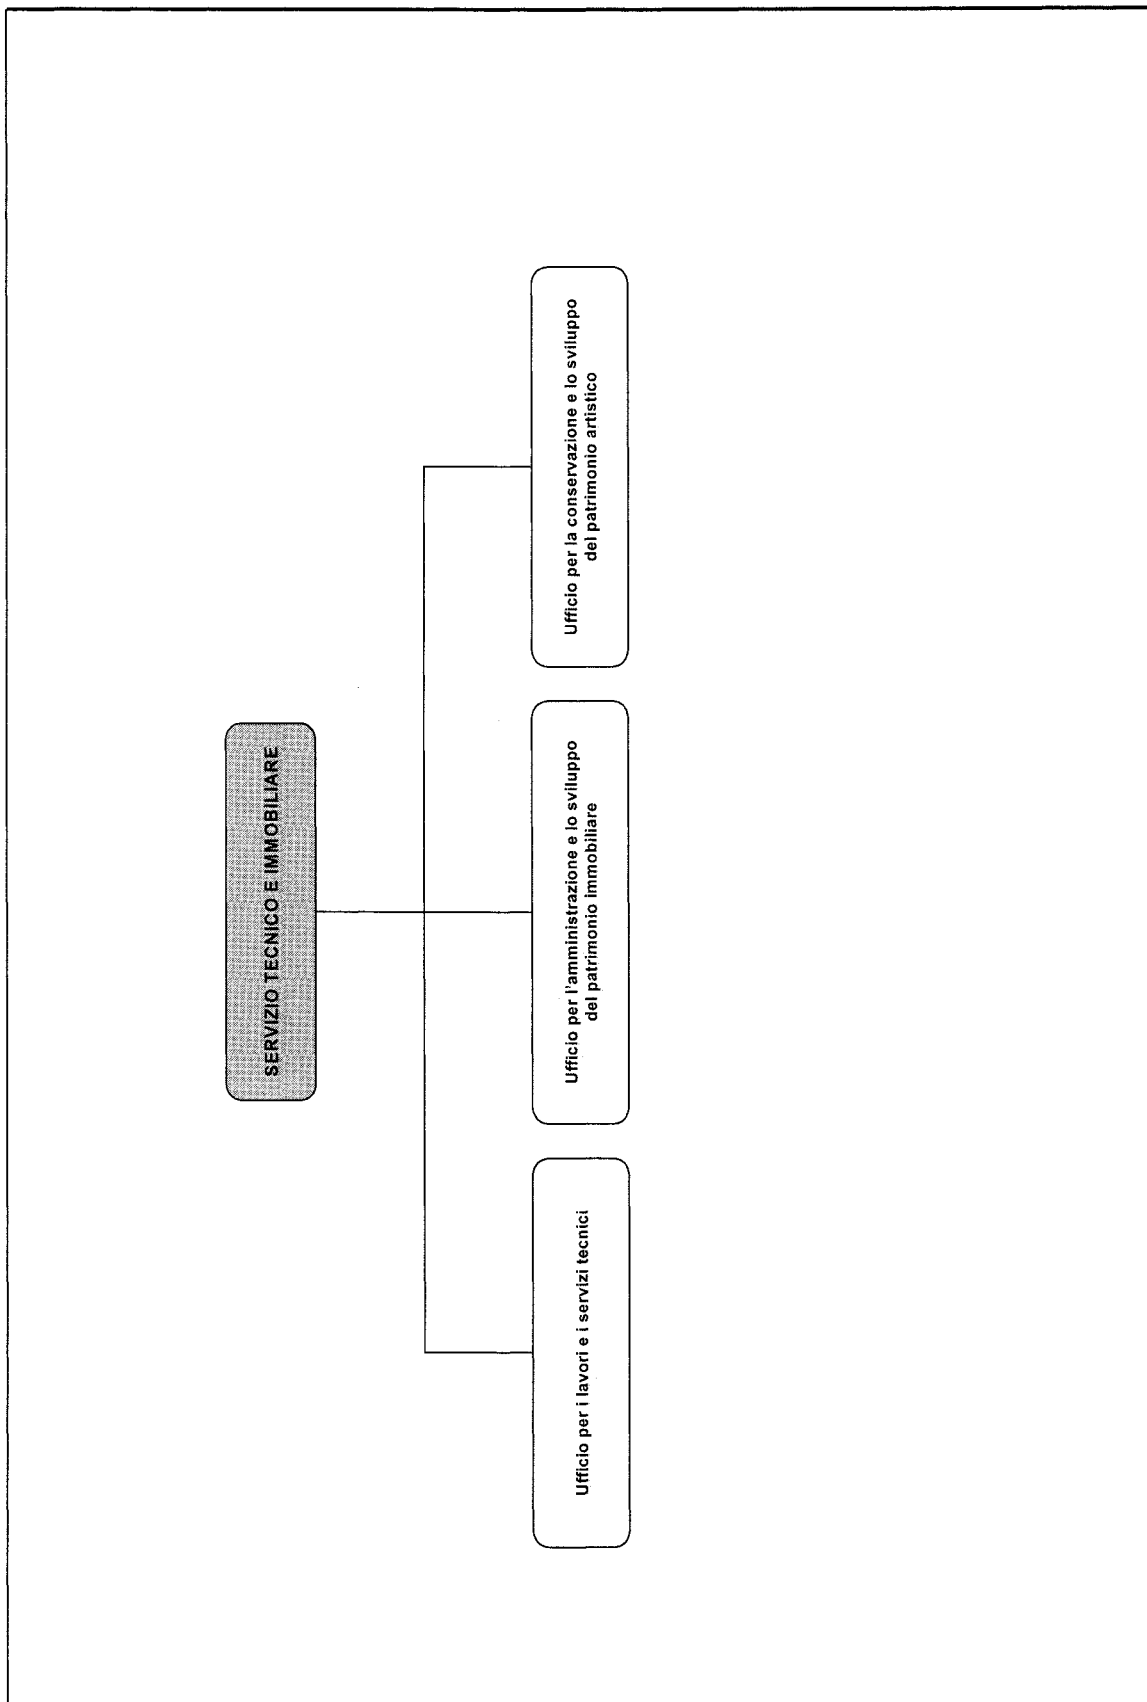 SERVIZIO TECNICO E IMMOBILIARE
Ufficio per i lavori e i servizi tecnici
Ufficio per l'amministrazione e lo sviluppo
del patrimonio immobiliare
Ufficio per la conservazione e lo sviluppo
del patrimonio artistico